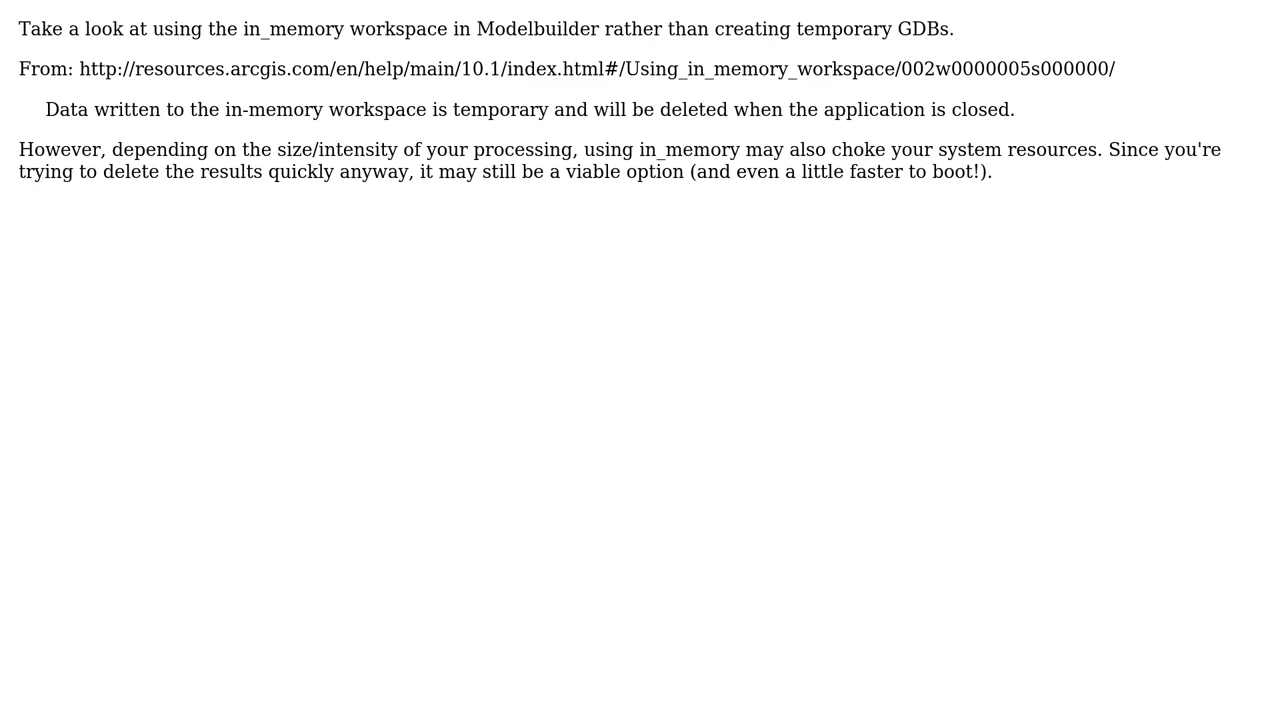 Take a look at using the in_memory workspace in Modelbuilder rather than creating temporary GDBs.
From: http://resources.arcgis.com/en/help/main/10.1/index.html#/Using_in_memory_workspace/002w0000005s000000/
Data written to the in-memory workspace is temporary and will be deleted when the application is closed.
However, depending on the size/intensity of your processing, using in_memory may also choke your system resources. Since you're
trying to delete the results quickly anyway, it may still be a viable option (and even a little faster to boot!).